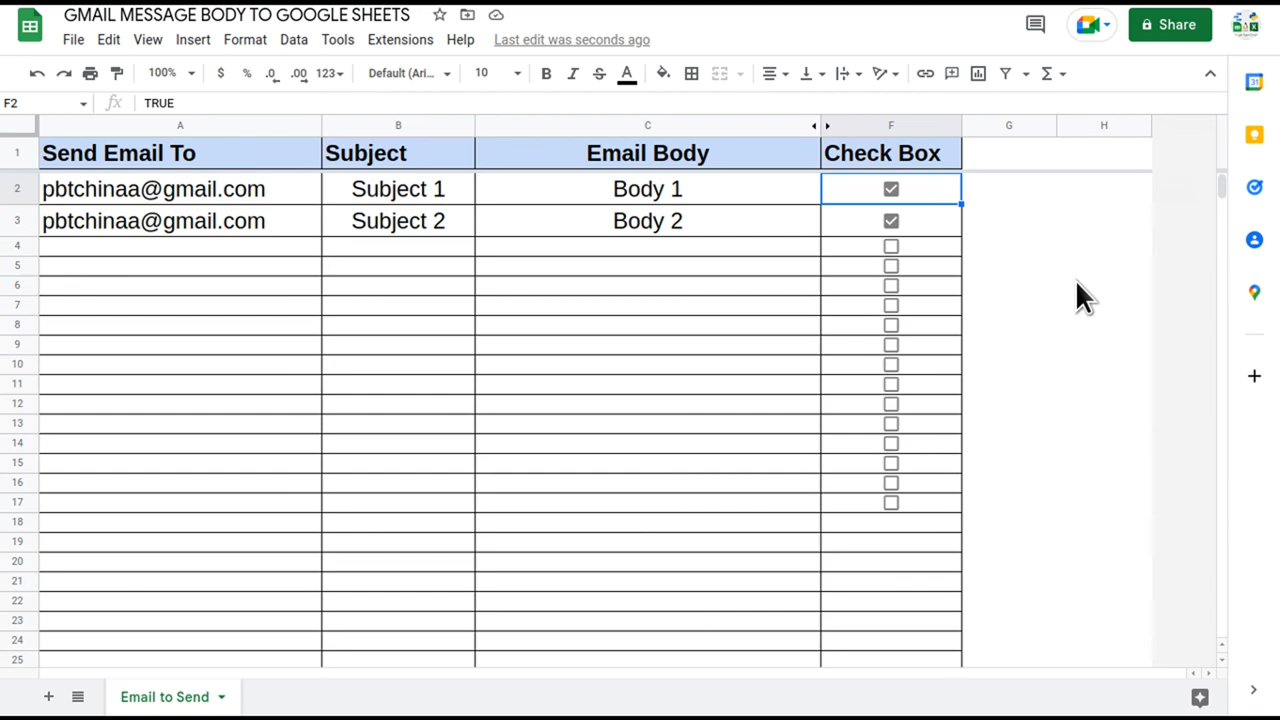 GMAIL MESSAGE BODY TO GOOGLE SHEETS
File Edit View Insert Format Data Tools Extensions Help Last edit was seconds ago
Share
100% $ % .0 .00 123 Default (Ari... 10 B I S A
F2 fx TRUE
A B C F G H
1 Send Email To Subject Email Body Check Box
2 pbtchinaa@gmail.com Subject 1 Body 1
3 pbtchinaa@gmail.com Subject 2 Body 2
4
5
6
7
8
9
10
11
12
13
14
15
16
17
18
19
20
21
22
23
24
25
Email to Send
31